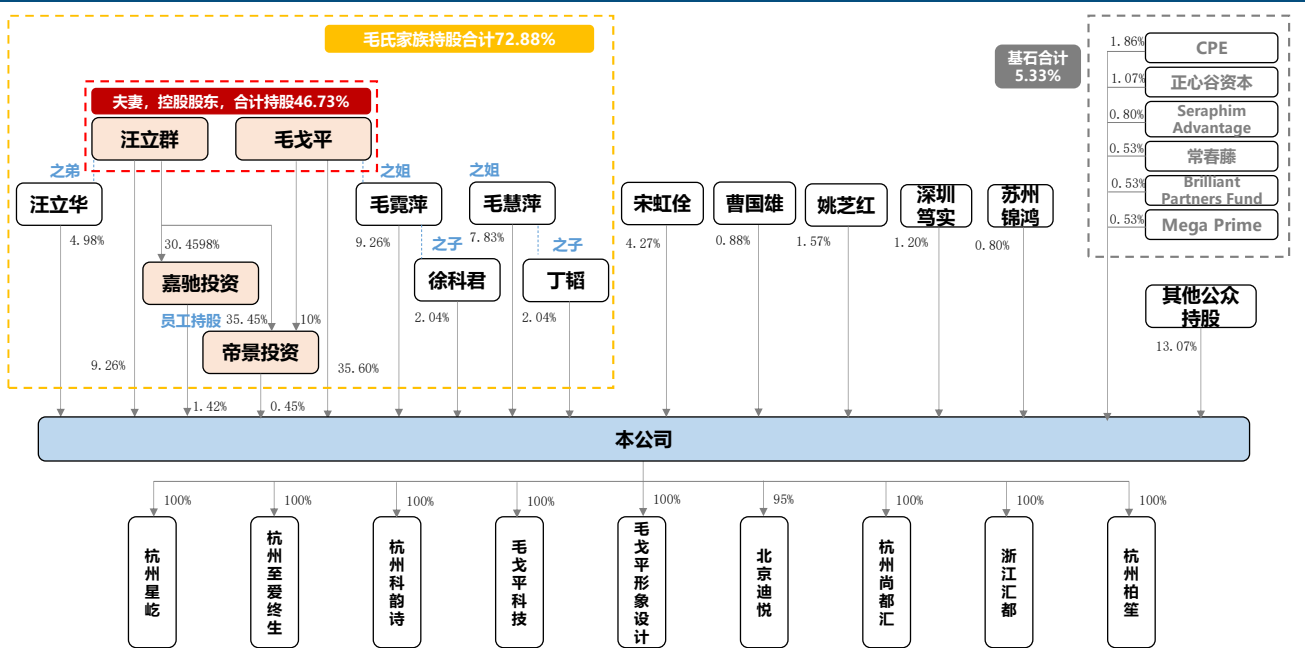 毛氏家族持股合计72.88%
夫妻，控股股东，合计持股46.73%
汪立群
毛戈平
之弟
汪立华
4.98%
之姐
毛霓萍
9.26%
之姐
毛慧萍
7.83%
30.4598%
嘉驰投资
员工持股
35.45%
10%
帝景投资
之子
徐科君
2.04%
之子
丁韬
2.04%
9.26%
1.42%
0.45%
35.60%
宋虹佺
4.27%
曹国雄
0.88%
姚芝红
1.57%
深圳
笃实
1.20%
苏州
锦鸿
0.80%
基石合计
5.33%
1.86%
CPE
1.07%
正心谷资本
0.80%
Seraphim
Advantage
0.53%
常春藤
0.53%
Brilliant
Partners Fund
0.53%
Mega Prime
其他公众
持股
13.07%
本公司
100%
杭州星屹
100%
杭州至爱终生
100%
杭州科韵诗
100%
毛戈平科技
100%
毛戈平形象设计
95%
北京迪悦
100%
杭州尚都汇
100%
浙江汇都
100%
杭州柏笙